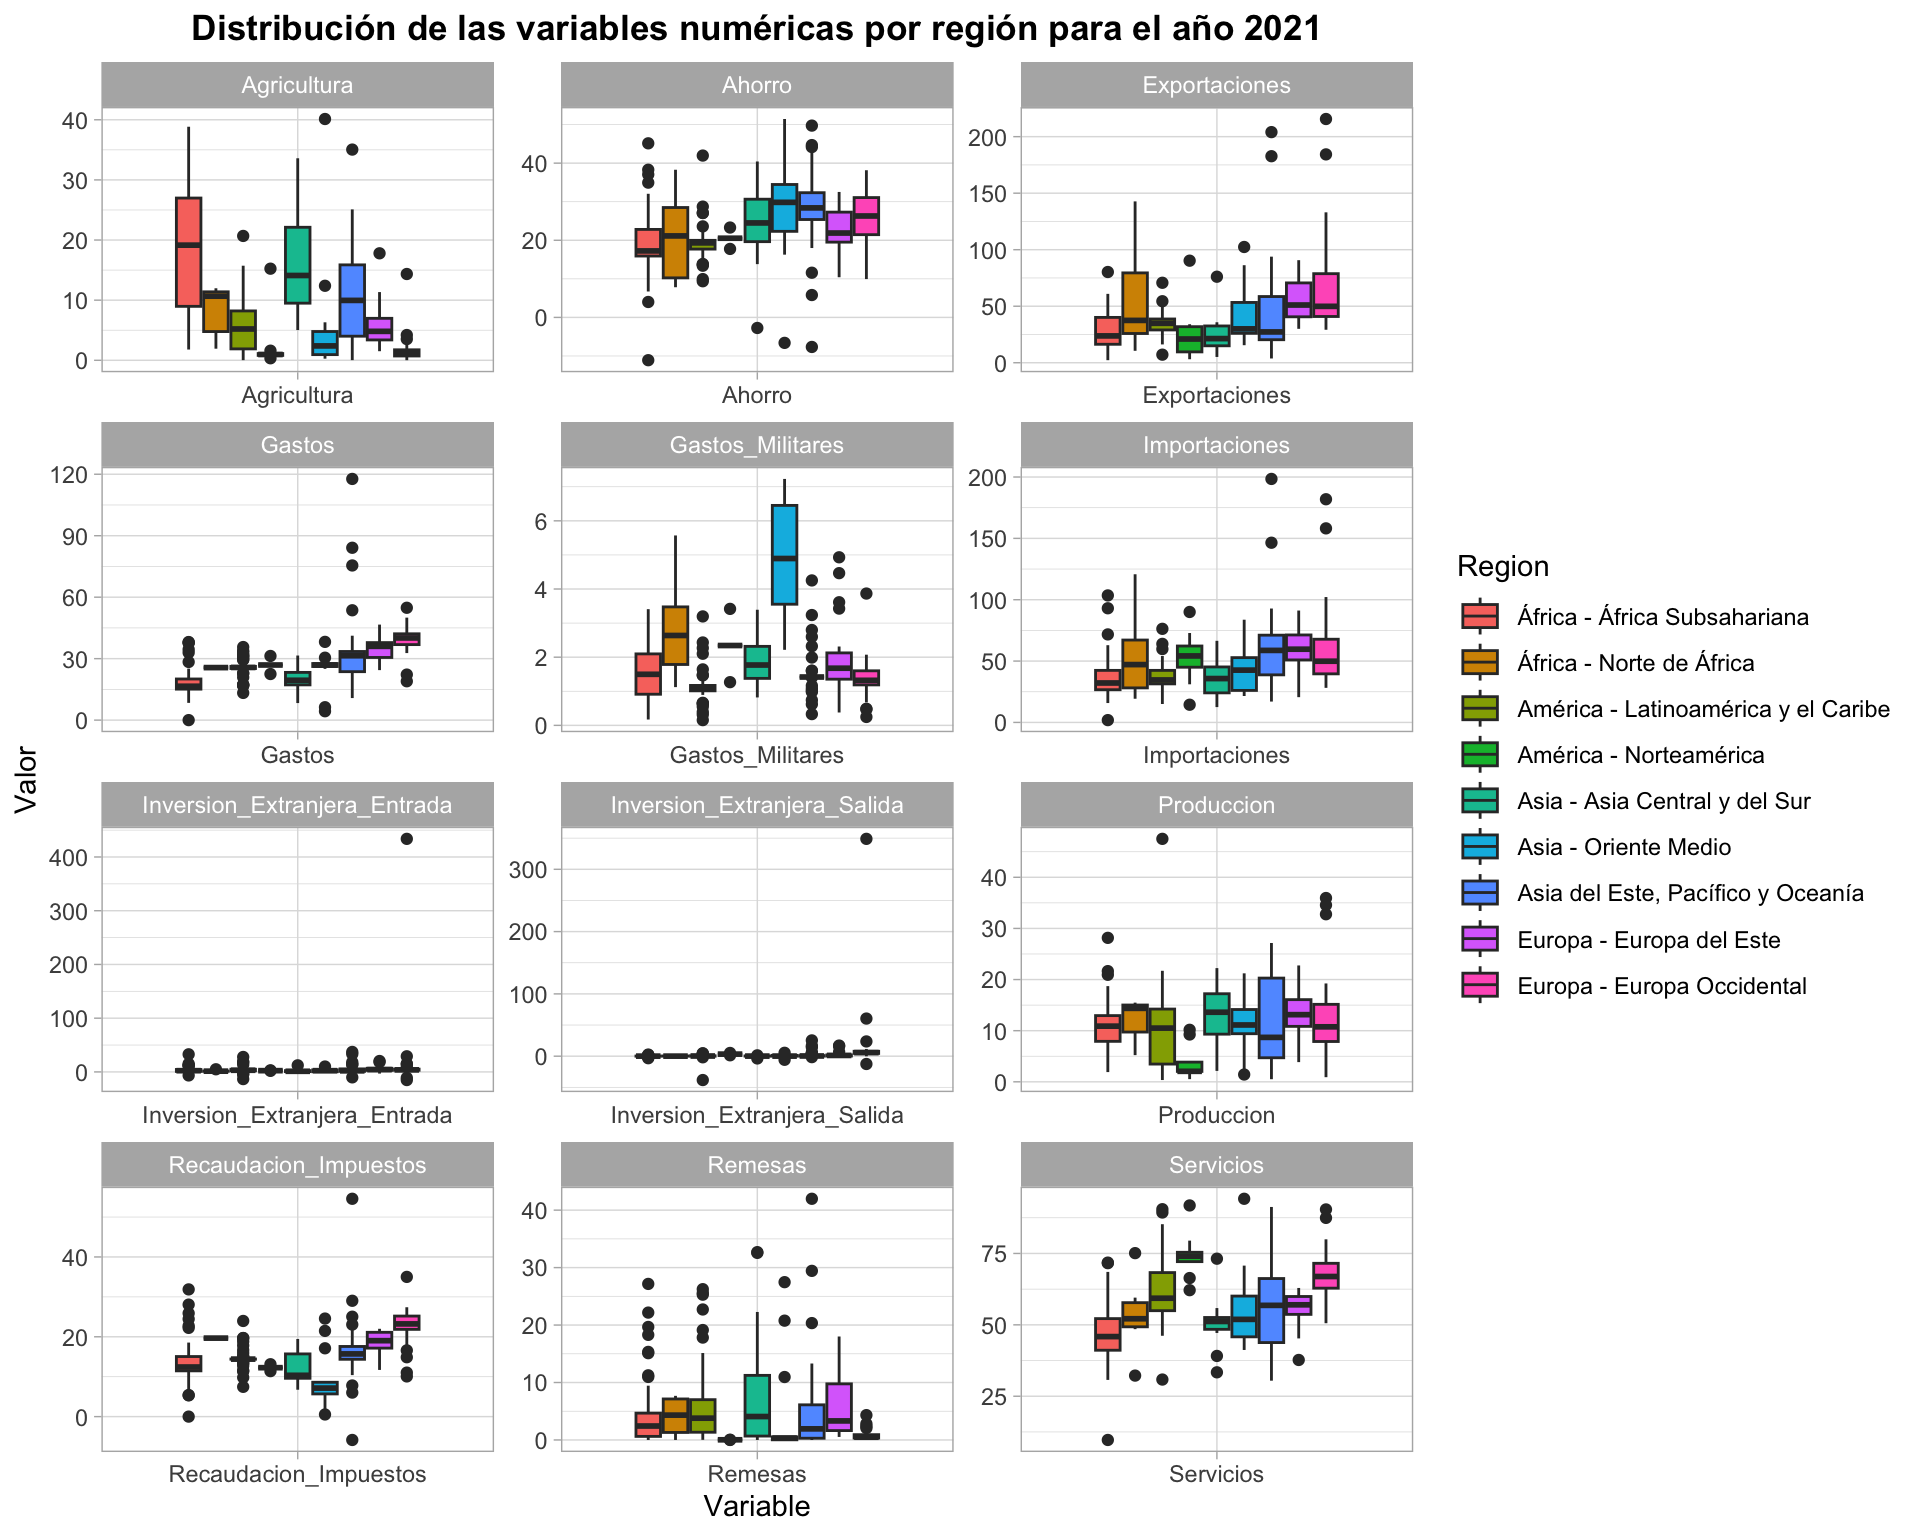 Distribución de las variables numéricas por región para el año 2021
Agricultura
40
30
20
10
0
Agricultura
Ahorro
40
20
0
Ahorro
Exportaciones
200
150
100
50
0
Exportaciones
Gastos
120
90
60
30
0
Gastos
Gastos_Militares
6
4
2
0
Gastos_Militares
Importaciones
200
150
100
50
0
Importaciones
Inversion_Extranjera_Entrada
400
300
200
100
0
Inversion_Extranjera_Entrada
Inversion_Extranjera_Salida
300
200
100
0
Inversion_Extranjera_Salida
Produccion
40
30
20
10
0
Produccion
Recaudacion_Impuestos
40
20
0
Recaudacion_Impuestos
Remesas
40
30
20
10
0
Remesas
Servicios
75
50
25
Servicios
Valor
Variable
Region
África - África Subsahariana
África - Norte de África
América - Latinoamérica y el Caribe
América - Norteamérica
Asia - Asia Central y del Sur
Asia - Oriente Medio
Asia del Este, Pacífico y Oceanía
Europa - Europa del Este
Europa - Europa Occidental